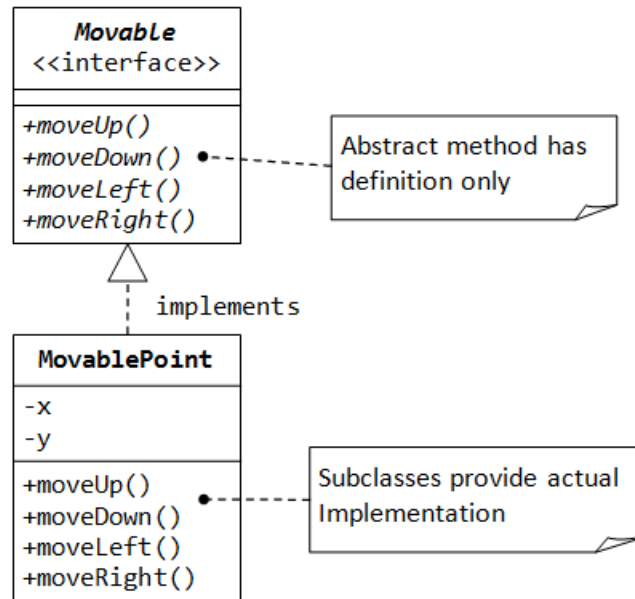 Movable
<<interface>>
+moveUp()
+moveDown()
+moveLeft()
+moveRight()
Abstract method has
definition only
implements
MovablePoint
-x
-y
+moveUp()
+moveDown()
+moveLeft()
+moveRight()
Subclasses provide actual
Implementation